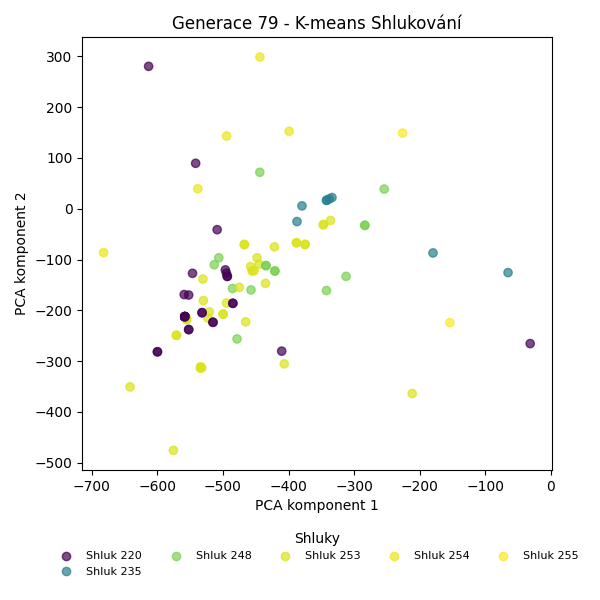 Generace 79 - K-means Shlukování
300
200
100
0
−100
−200
−300
−400
−500
PCA komponent 2
−700 −600 −500 −400 −300 −200 −100 0
PCA komponent 1
Shluky
Shluk 220 Shluk 248 Shluk 253 Shluk 254 Shluk 255
Shluk 235